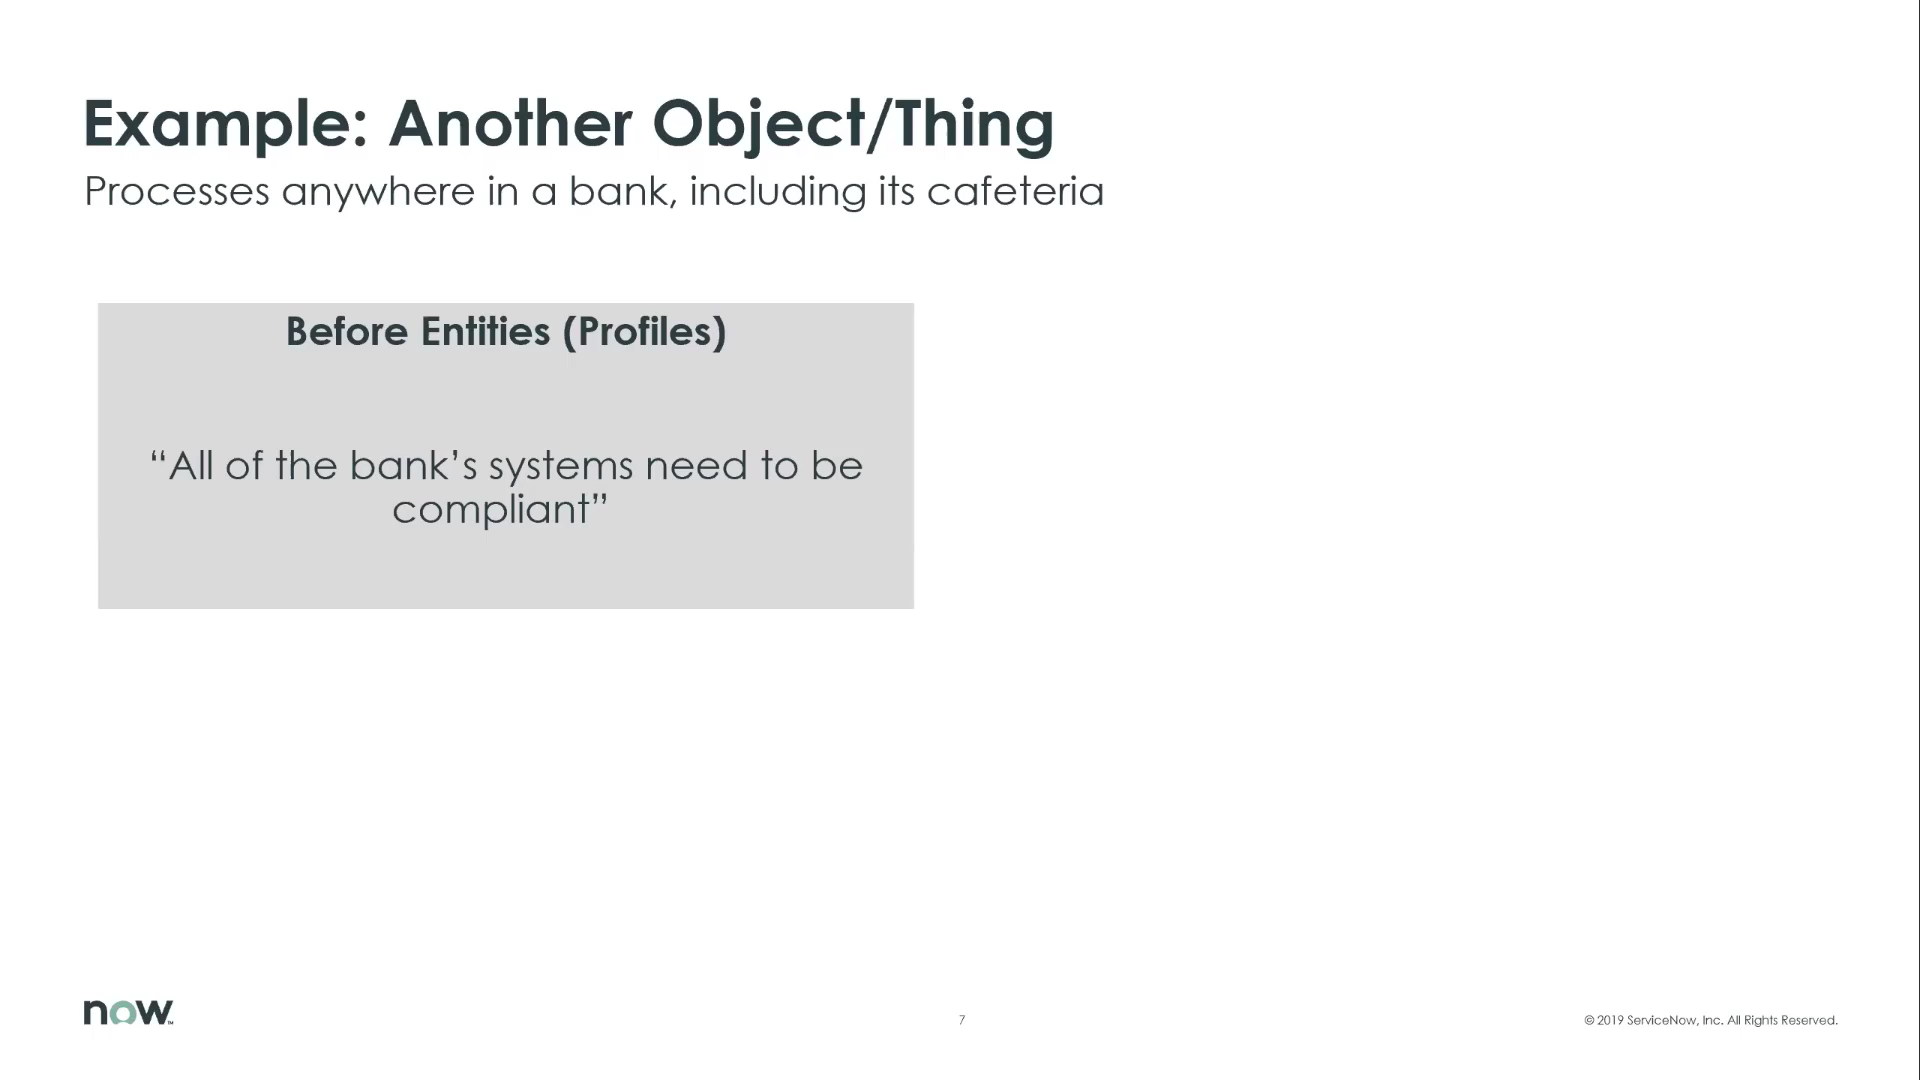 Example: Another Object/Thing
Processes anywhere in a bank, including its cafeteria
Before Entities (Profiles)
“All of the bank’s systems need to be
compliant”
now™
7
© 2019 ServiceNow, Inc. All Rights Reserved.